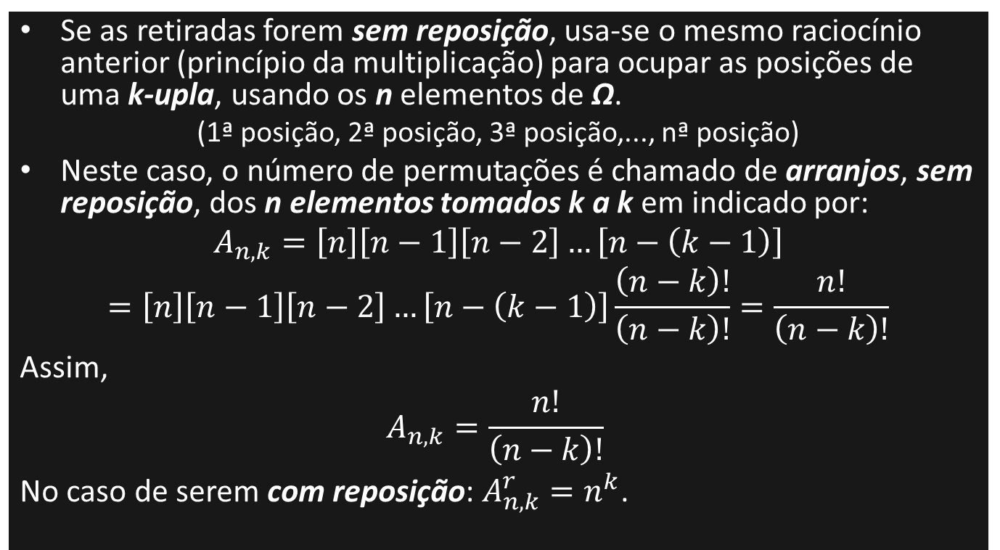 • Se as retiradas forem sem reposição, usa-se o mesmo raciocínio
anterior (princípio da multiplicação) para ocupar as posições de
uma k-upla, usando os n elementos de Ω.
(1ª posição, 2ª posição, 3ª posição,..., nª posição)
• Neste caso, o número de permutações é chamado de arranjos, sem
reposição, dos n elementos tomados k a k em indicado por:
$A_{n,k} = [n][n-1][n-2]\ldots[n-(k-1)]$
$= [n][n-1][n-2]\ldots[n-(k-1)]\frac{(n-k)!}{(n-k)!} = \frac{n!}{(n-k)!}$
Assim,
$A_{n,k} = \frac{n!}{(n-k)!}$
No caso de serem com reposição: $A_{n,k}^{r} = n^{k}$.